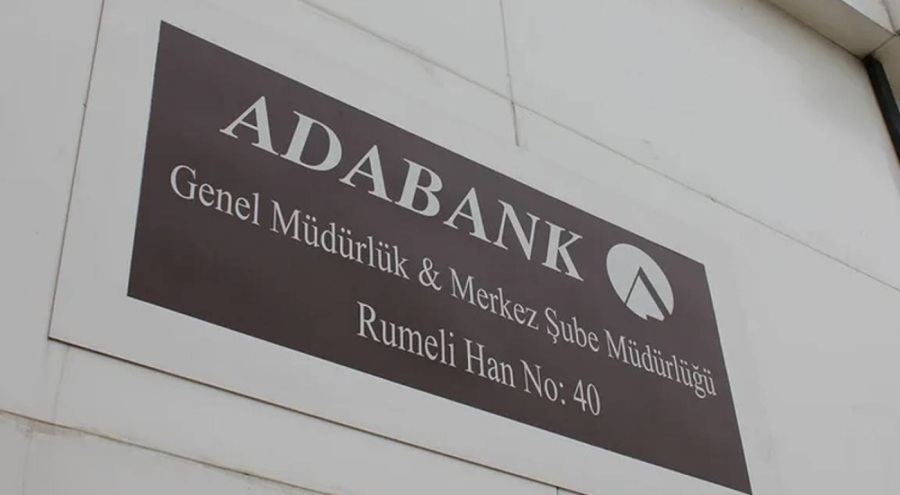 ADABANK
Genel Müdürlük & Merkez Şube Müdürlüğü
Rumeli Han No: 40